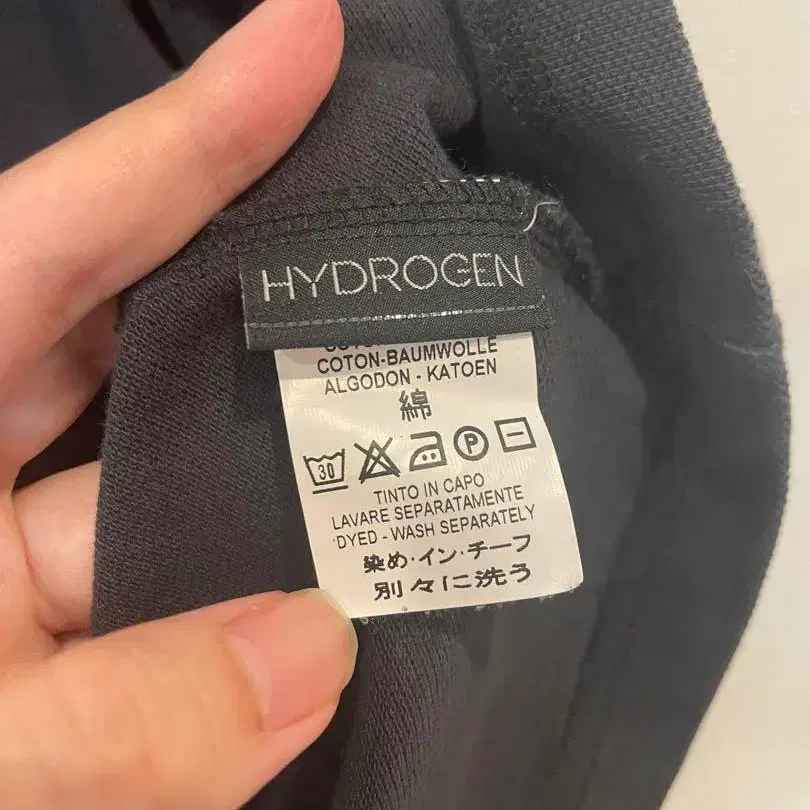 HYDROGEN
COTON-BAUMWOLLE
ALGODON - KATOEN
綿
30 P
TINTO IN CAPO
LAVARE SEPARATAMENTE
DYED - WASH SEPARATELY
染め・イン・チーフ
別々に洗う